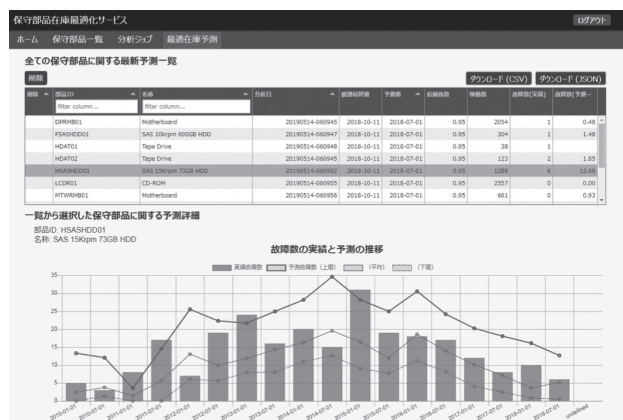 保守部品在庫最適化サービス
ログアウト
ホーム 保守部品一覧 分析ジョブ 最適在庫予測
全ての保守部品に関する最新予測一覧
削除 ダウンロード (CSV) ダウンロード (JSON)
削除 部品ID 名称 分析日 観測最終期 予測期 信頼係数 稼働数 故障数(実績) 故障数(予測…
filter column... filter column...
DPRMB01 Motherboard 20190514-060945 2018-10-11 2018-07-01 0.95 2054 1 0.48
FSASHDD01 SAS 10krpm 600GB HDD 20190514-060947 2018-10-11 2018-07-01 0.95 304 1 1.48
HDAT01 Tape Drive 20190514-060948 2018-10-11 2018-07-01 0.95 38 1
HDAT02 Tape Drive 20190514-060945 2018-10-11 2018-07-01 0.95 123 2 1.85
HSASHDD01 SAS 15Krpm 73GB HDD 20190514-060952 2018-10-11 2018-07-01 0.95 1289 6 12.68
LCDR01 CD-ROM 20190514-060955 2018-10-11 2018-07-01 0.95 2557 0 0.00
MTWRMB01 Motherboard 20190514-060956 2018-10-11 2018-07-01 0.95 661 0 0.93
一覧から選択した保守部品に関する予測詳細
部品ID: HSASHDD01
名称: SAS 15Krpm 73GB HDD
故障数の実績と予測の推移
実績故障数 予測故障数（上限） （平均） （下限）
35
30
25
20
15
10
5
0
2010-01-01 2010-07-01 2011-01-01 2011-07-01 2012-01-01 2012-07-01 2013-01-01 2013-07-01 2014-01-01 2014-07-01 2015-01-01 2015-07-01 2016-01-01 2016-07-01 2017-01-01 2017-07-01 2018-01-01 2018-07-01 undefined